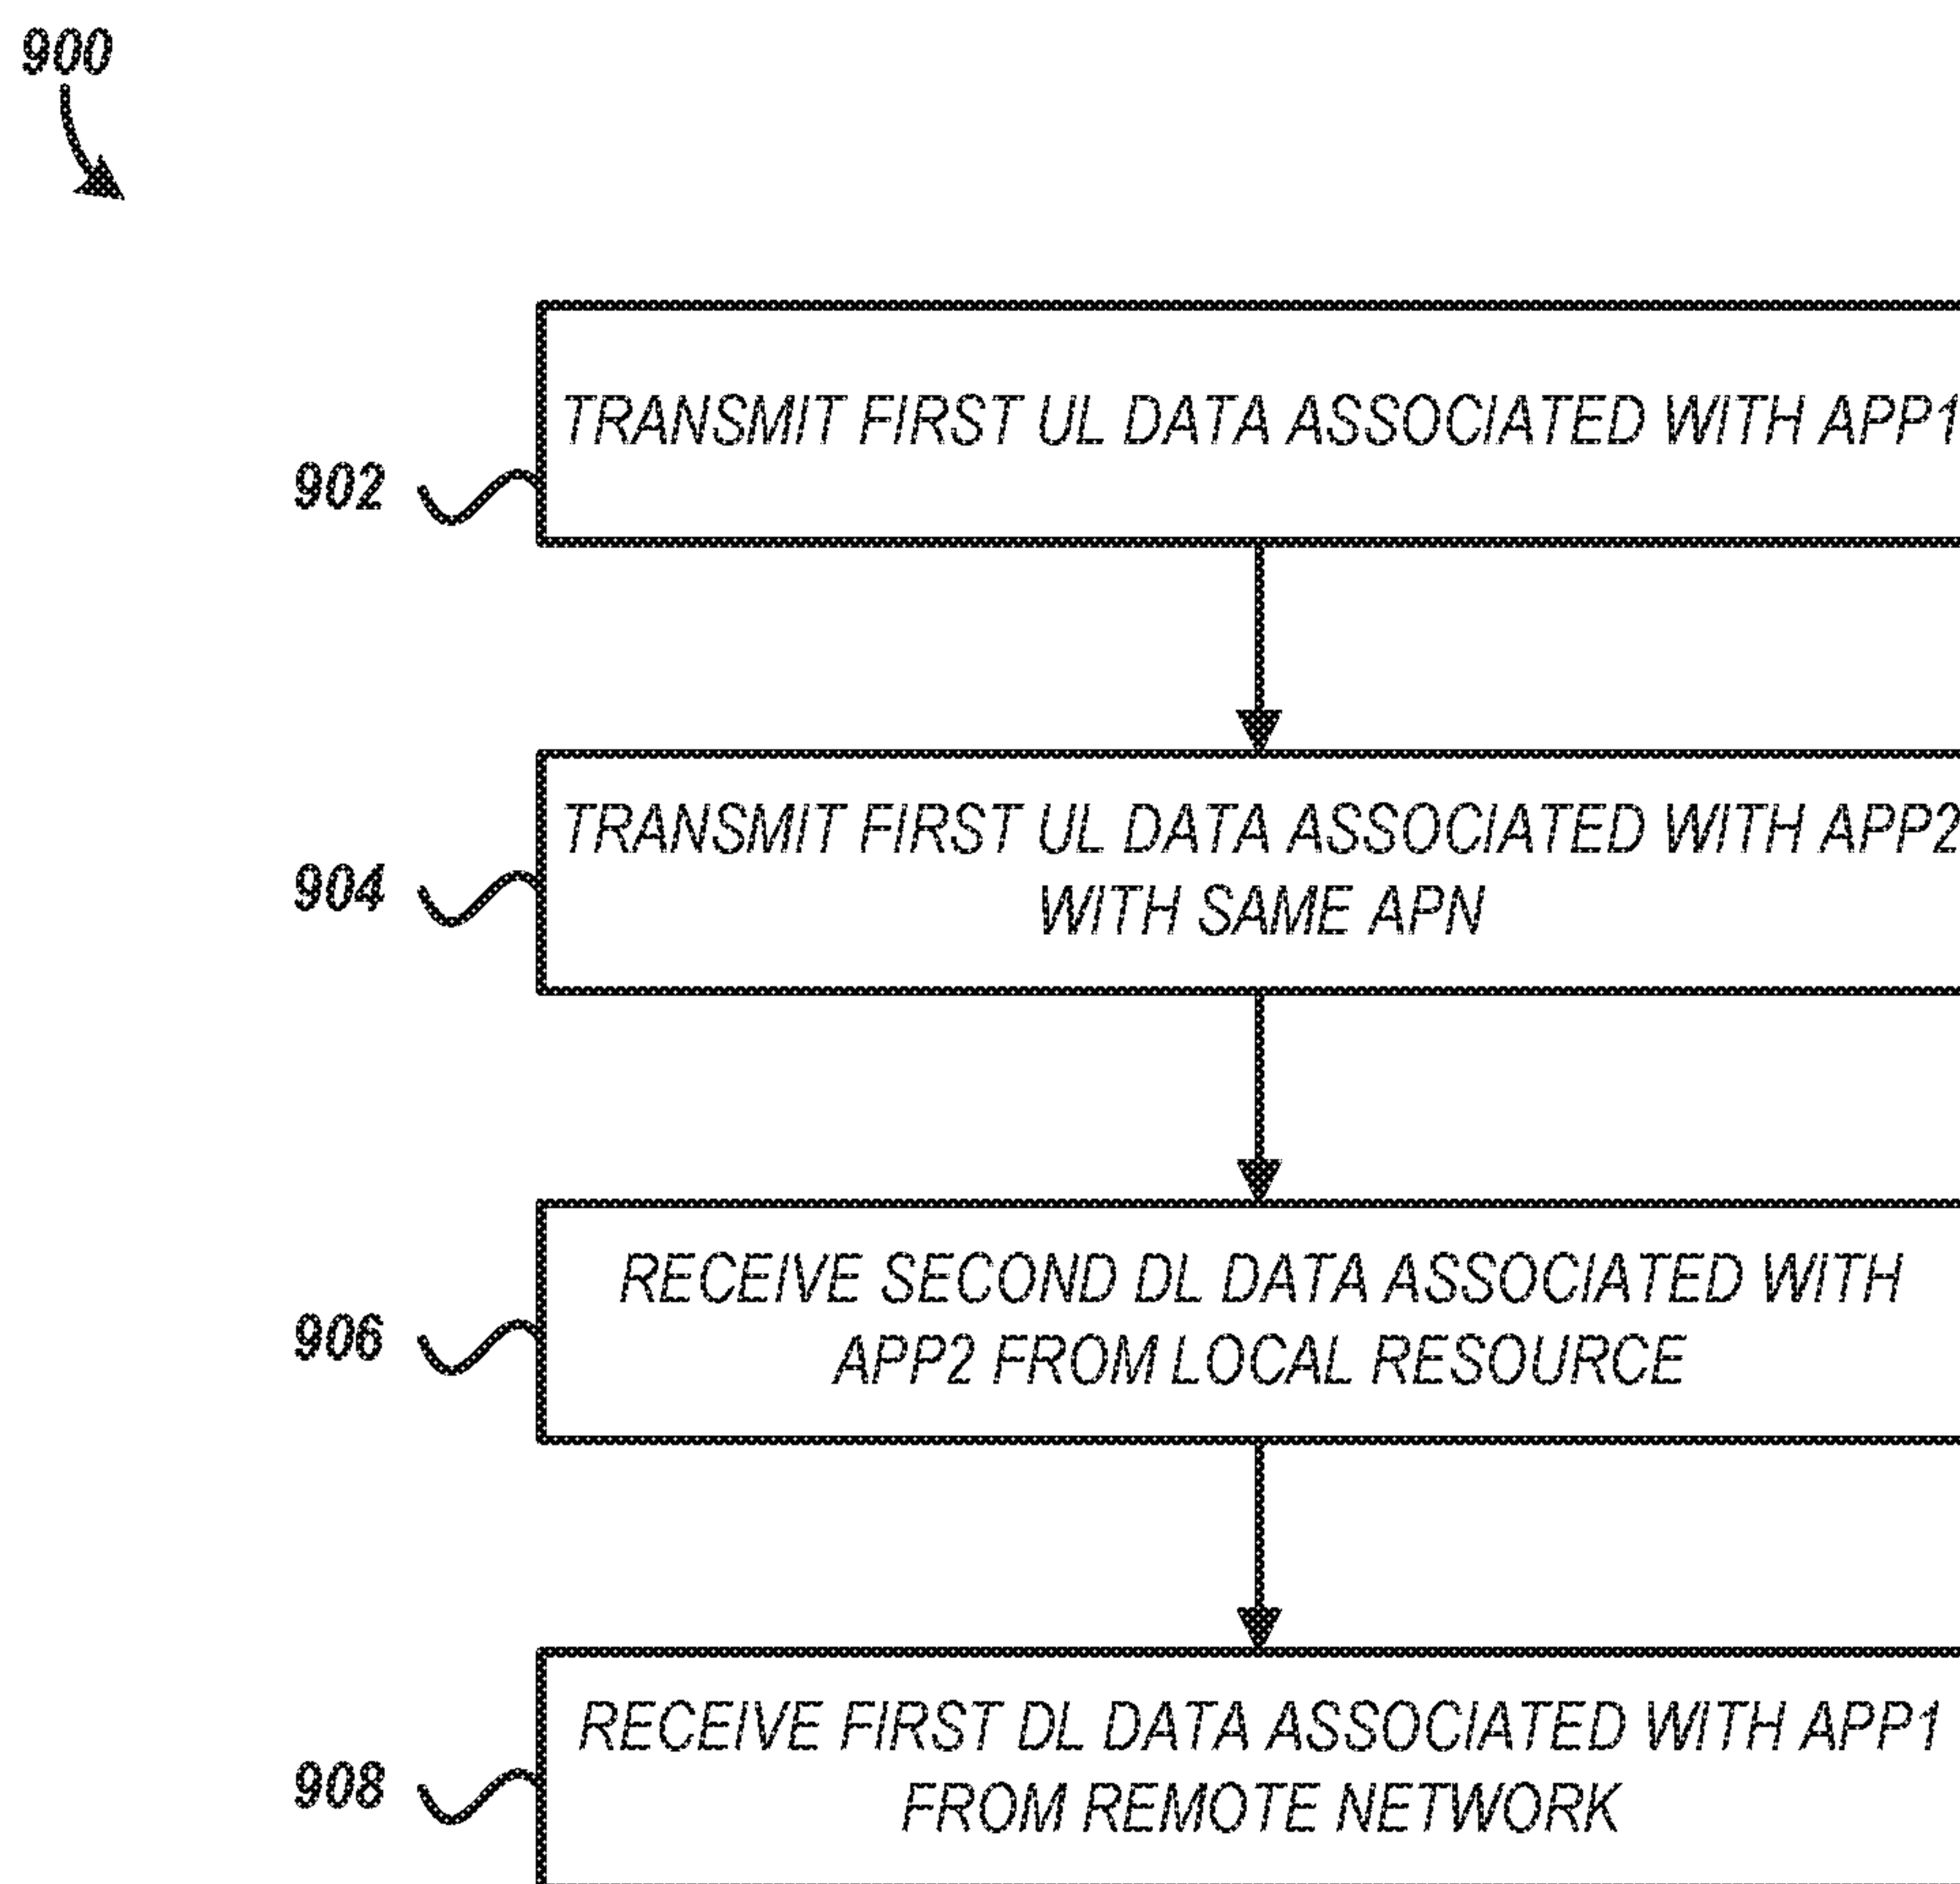 900
TRANSMIT FIRST UL DATA ASSOCIATED WITH APP1
902
TRANSMIT FIRST UL DATA ASSOCIATED WITH APP2
WITH SAME APN
904
RECEIVE SECOND DL DATA ASSOCIATED WITH
APP2 FROM LOCAL RESOURCE
906
RECEIVE FIRST DL DATA ASSOCIATED WITH APP1
FROM REMOTE NETWORK
908